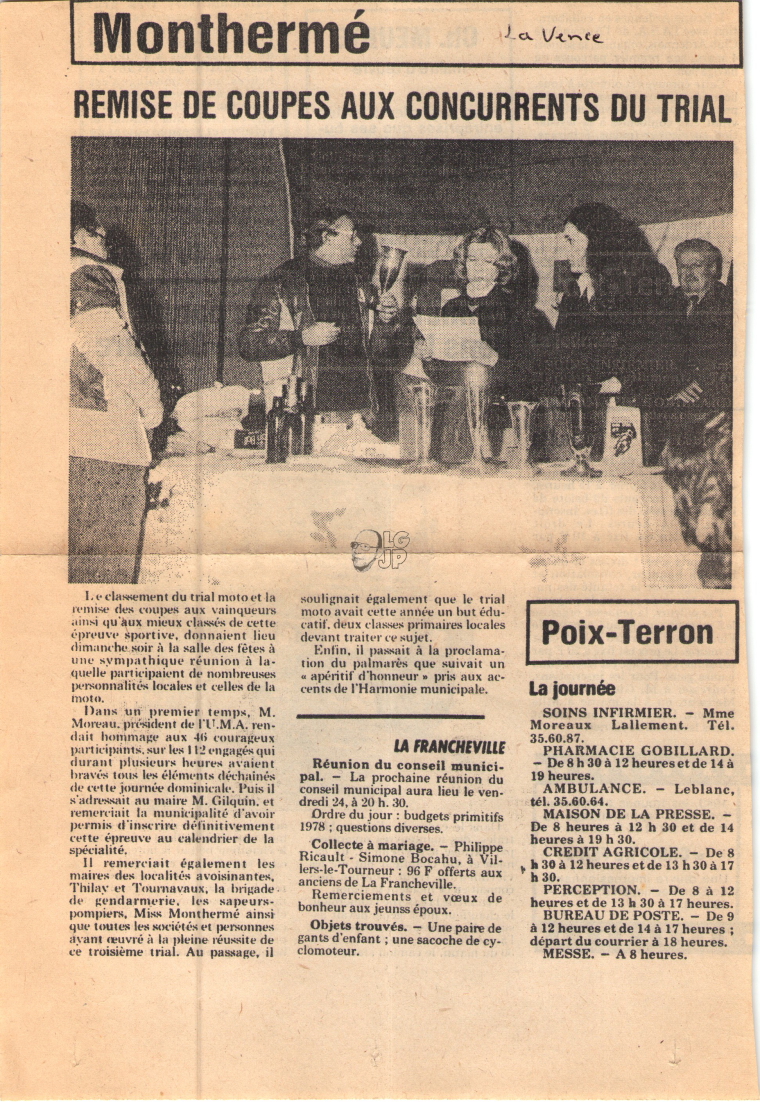 Monthermé
La Vence
REMISE DE COUPES AUX CONCURRENTS DU TRIAL
LG
JP
Le classement du trial moto et la
remise des coupes aux vainqueurs
ainsi qu'aux mieux classés de cette
épreuve sportive, donnaient lieu
dimanche soir à la salle des fêtes à
une sympathique réunion à la-
quelle participaient de nombreuses
personnalités locales et celles de la
moto.
Dans un premier temps, M.
Moreau, président de l'U.M.A. ren-
dait hommage aux 46 courageux
participants, sur les 112 engagés qui
durant plusieurs heures avaient
bravés tous les éléments déchaînés
de cette journée dominicale. Puis il
s'adressait au maire M. Gilquin, et
remerciait la municipalité d'avoir
permis d'inscrire définitivement
cette épreuve au calendrier de la
spécialité.
Il remerciait également les
maires des localités avoisinantes,
Thilay et Tournavaux, la brigade
de gendarmerie, les sapeurs-
pompiers, Miss Monthermé ainsi
que toutes les sociétés et personnes
ayant œuvré à la pleine réussite de
ce troisième trial. Au passage, il
soulignait également que le trial
moto avait cette année un but édu-
catif, deux classes primaires locales
devant traiter ce sujet.
Enfin, il passait à la proclama-
tion du palmarès que suivait un
« apéritif d'honneur » pris aux ac-
cents de l'Harmonie municipale.
LA FRANCHEVILLE
Réunion du conseil munici-
pal. — La prochaine réunion du
conseil municipal aura lieu le ven-
dredi 24, à 20 h. 30.
Ordre du jour : budgets primitifs
1978 ; questions diverses.
Collecte à mariage. — Philippe
Ricault - Simone Bocahu, à Vil-
lers-le-Tourneur : 96 F offerts aux
anciens de La Francheville.
Remerciements et vœux de
bonheur aux jeunss époux.
Objets trouvés. — Une paire de
gants d'enfant ; une sacoche de cy-
clomoteur.
Poix-Terron
La journée
SOINS INFIRMIER. — Mme
Moreaux Lallement. Tél.
35.60.87.
PHARMACIE GOBILLARD.
— De 8 h 30 à 12 heures et de 14 à
19 heures.
AMBULANCE. — Leblanc,
tél. 35.60.64.
MAISON DE LA PRESSE. —
De 8 heures à 12 h 30 et de 14
heures à 19 h 30.
CREDIT AGRICOLE. — De 8
h 30 à 12 heures et de 13 h 30 à 17
h 30.
PERCEPTION. — De 8 à 12
heures et de 13 h 30 à 17 heures.
BUREAU DE POSTE. — De 9
à 12 heures et de 14 à 17 heures ;
départ du courrier à 18 heures.
MESSE. — A 8 heures.